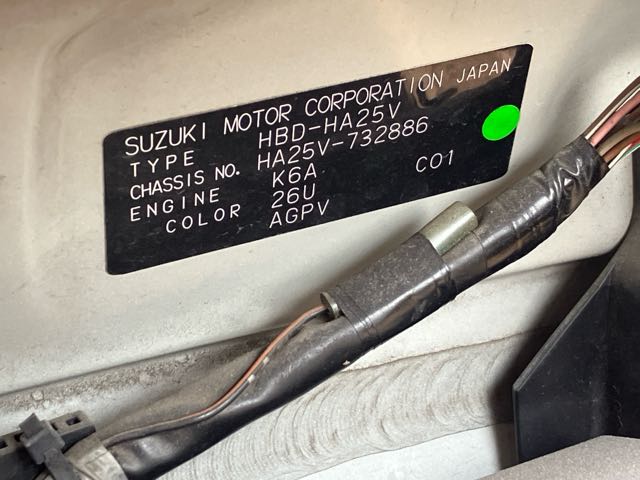 SUZUKI MOTOR CORPORATION JAPAN
TYPE HBD-HA25V
CHASSIS NO. HA25V-732886
ENGINE K6A C01
COLOR 26U
AGPV